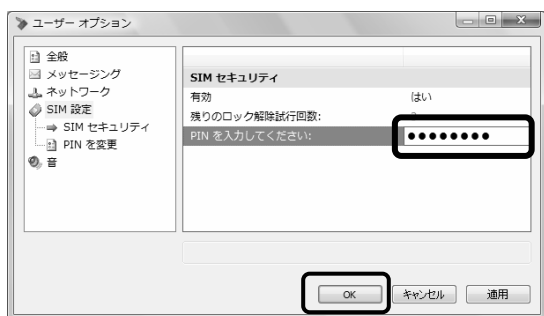 ユーザー オプション
全般
メッセージング
ネットワーク
SIM 設定
SIM セキュリティ
PIN を変更
音
SIM セキュリティ
有効 はい
残りのロック解除試行回数:
PIN を入力してください: ●●●●●●●●
OK キャンセル 適用